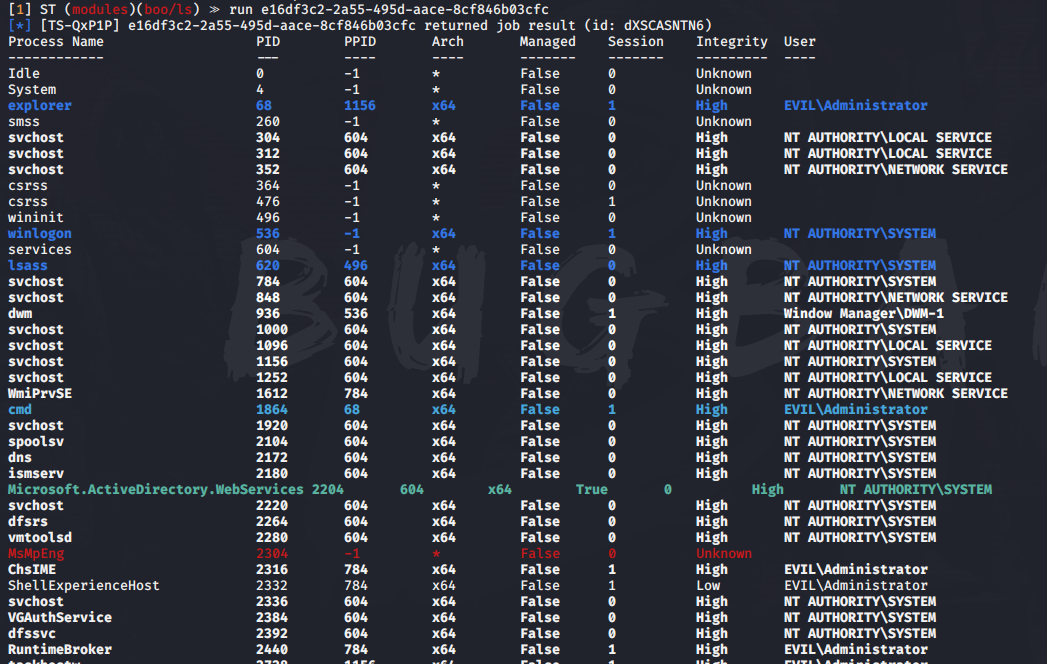 [1] ST (modules)(boo/ls) ≫ run e16df3c2-2a55-495d-aace-8cf846b03cfc
[*] [TS-QxP1P] e16df3c2-2a55-495d-aace-8cf846b03cfc returned job result (id: dXSCASNTN6)
Process Name PID PPID Arch Managed Session Integrity User
------------ --- ---- ---- ------- ------- --------- ----
Idle 0 -1 * False 0 Unknown
System 4 -1 * False 0 Unknown
explorer 68 1156 x64 False 1 High EVIL\Administrator
smss 260 -1 * False 0 Unknown
svchost 304 604 x64 False 0 High NT AUTHORITY\LOCAL SERVICE
svchost 312 604 x64 False 0 High NT AUTHORITY\LOCAL SERVICE
svchost 352 604 x64 False 0 High NT AUTHORITY\NETWORK SERVICE
csrss 364 -1 * False 0 Unknown
csrss 476 -1 * False 1 Unknown
wininit 496 -1 * False 0 Unknown
winlogon 536 -1 x64 False 1 High NT AUTHORITY\SYSTEM
services 604 -1 * False 0 Unknown
lsass 620 496 x64 False 0 High NT AUTHORITY\SYSTEM
svchost 784 604 x64 False 0 High NT AUTHORITY\SYSTEM
svchost 848 604 x64 False 0 High NT AUTHORITY\NETWORK SERVICE
dwm 936 536 x64 False 1 High Window Manager\DWM-1
svchost 1000 604 x64 False 0 High NT AUTHORITY\SYSTEM
svchost 1096 604 x64 False 0 High NT AUTHORITY\LOCAL SERVICE
svchost 1156 604 x64 False 0 High NT AUTHORITY\SYSTEM
svchost 1252 604 x64 False 0 High NT AUTHORITY\LOCAL SERVICE
WmiPrvSE 1612 784 x64 False 0 High NT AUTHORITY\NETWORK SERVICE
cmd 1864 68 x64 False 1 High EVIL\Administrator
svchost 1920 604 x64 False 0 High NT AUTHORITY\SYSTEM
spoolsv 2104 604 x64 False 0 High NT AUTHORITY\SYSTEM
dns 2172 604 x64 False 0 High NT AUTHORITY\SYSTEM
ismserv 2180 604 x64 False 0 High NT AUTHORITY\SYSTEM
Microsoft.ActiveDirectory.WebServices 2204 604 x64 True 0 High NT AUTHORITY\SYSTEM
svchost 2220 604 x64 False 0 High NT AUTHORITY\SYSTEM
dfsrs 2264 604 x64 False 0 High NT AUTHORITY\SYSTEM
vmtoolsd 2280 604 x64 False 0 High NT AUTHORITY\SYSTEM
MsMpEng 2304 -1 * False 0 Unknown
ChsIME 2316 784 x64 False 1 High EVIL\Administrator
ShellExperienceHost 2332 784 x64 False 1 Low EVIL\Administrator
svchost 2336 604 x64 False 0 High NT AUTHORITY\SYSTEM
VGAuthService 2384 604 x64 False 0 High NT AUTHORITY\SYSTEM
dfssvc 2392 604 x64 False 0 High NT AUTHORITY\SYSTEM
RuntimeBroker 2440 784 x64 False 1 High EVIL\Administrator